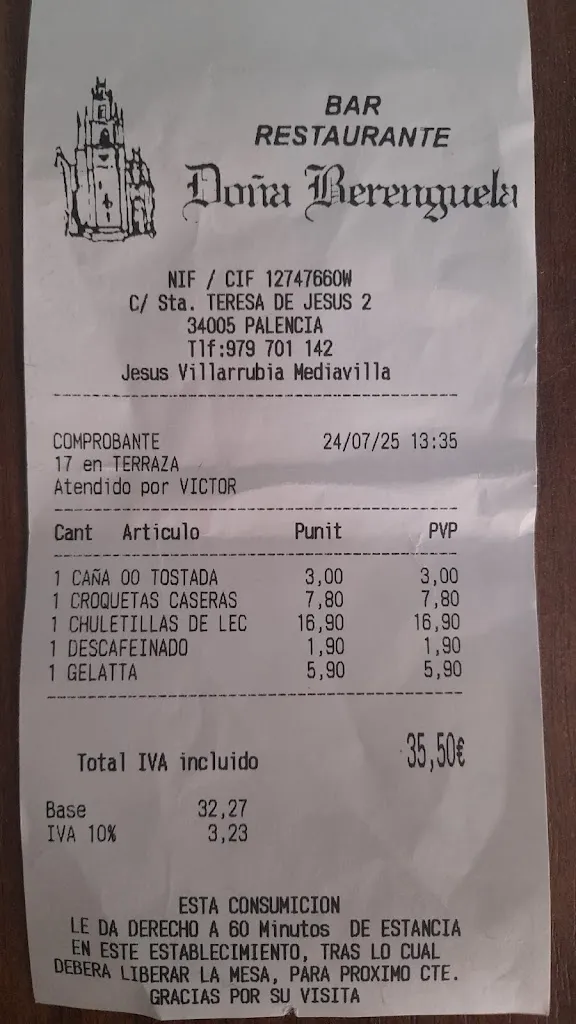 BAR
RESTAURANTE
Doña Berenguela
NIF / CIF 12747660W
C/ Sta. TERESA DE JESUS 2
34005 PALENCIA
Tlf:979 701 142
Jesus Villarrubia Mediavilla
COMPROBANTE 24/07/25 13:35
17 en TERRAZA
Atendido por VICTOR
Cant Articulo Punit PVP
1 CAÑA 00 TOSTADA 3,00 3,00
1 CROQUETAS CASERAS 7,80 7,80
1 CHULETILLAS DE LEC 16,90 16,90
1 DESCAFEINADO 1,90 1,90
1 GELATTA 5,90 5,90
Total IVA incluido 35,50€
Base 32,27
IVA 10% 3,23
ESTA CONSUMICION
LE DA DERECHO A 60 Minutos DE ESTANCIA
EN ESTE ESTABLECIMIENTO, TRAS LO CUAL
DEBERA LIBERAR LA MESA, PARA PROXIMO CTE.
GRACIAS POR SU VISITA